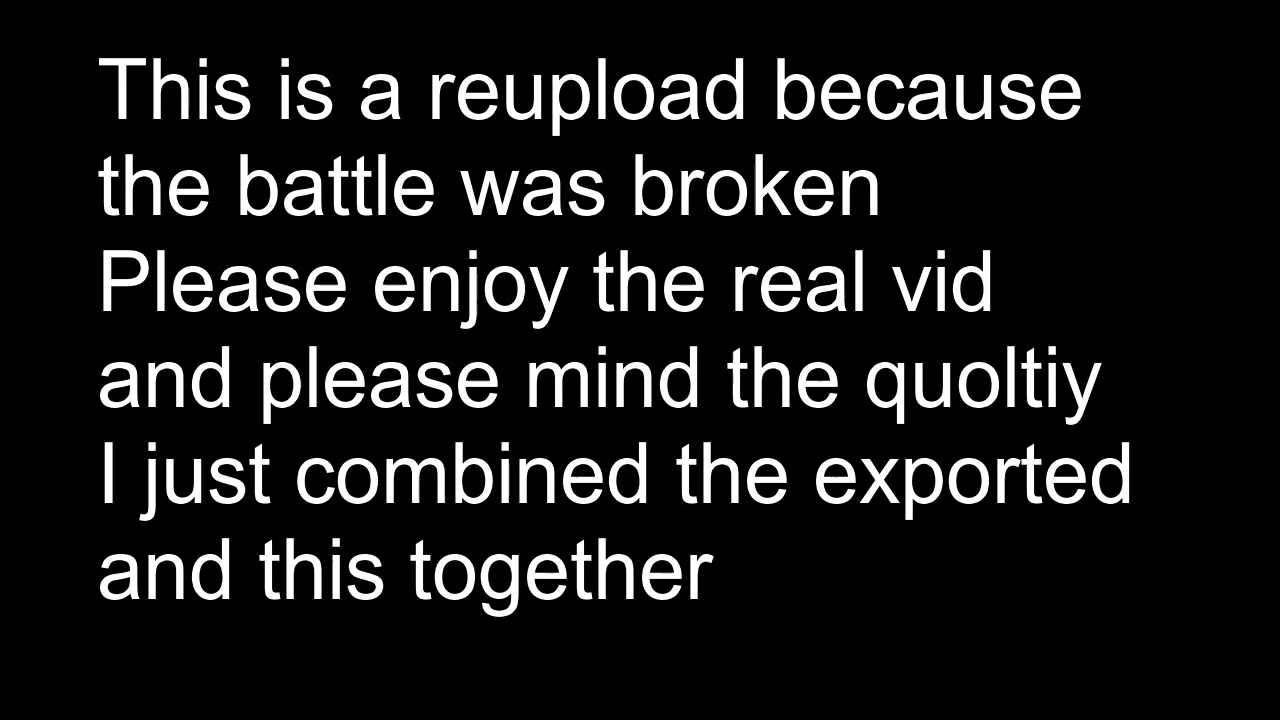 This is a reupload because
the battle was broken
Please enjoy the real vid
and please mind the quoltiy
I just combined the exported
and this together